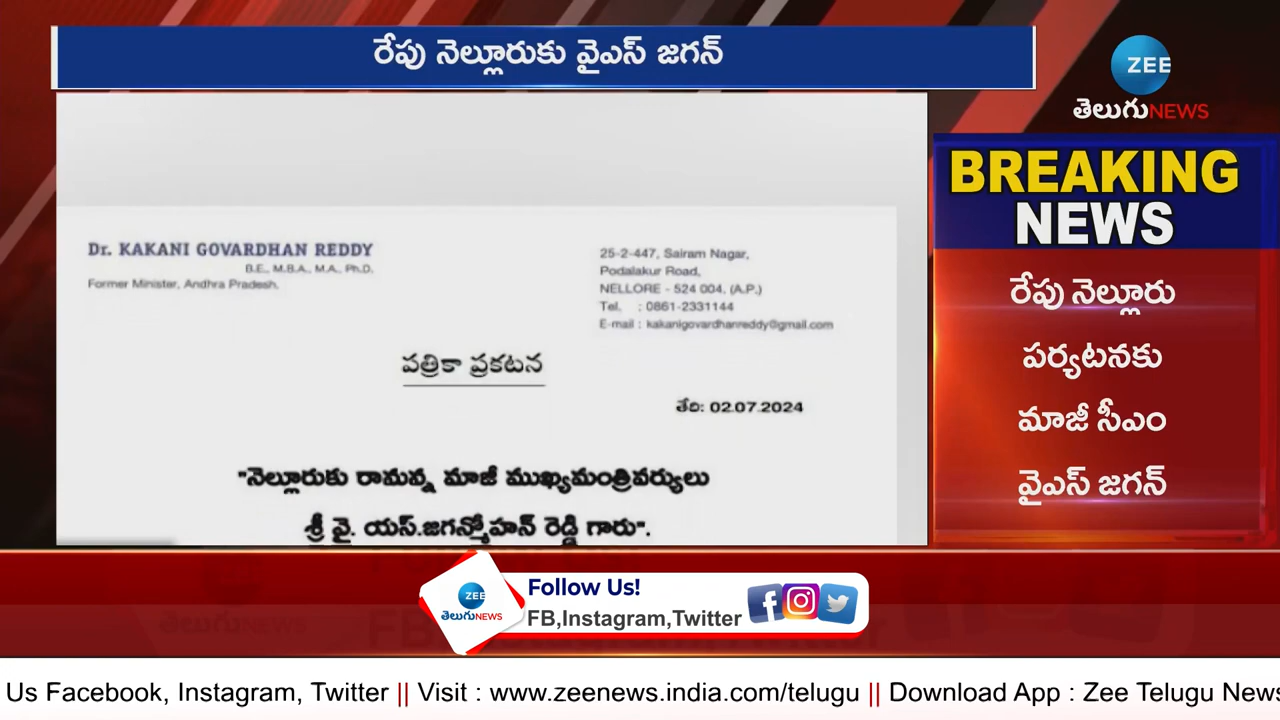 రేపు నెల్లూరుకు వైఎస్ జగన్
ZEE
తెలుగుNEWS
BREAKING
NEWS
రేపు నెల్లూరు
పర్యటనకు
మాజీ సీఎం
వైఎస్ జగన్
Dr. KAKANI GOVARDHAN REDDY
B.E., M.B.A., M.A., Ph.D.
Former Minister, Andhra Pradesh.
25-2-447, Sairam Nagar,
Podalakur Road,
NELLORE - 524 004. (A.P.)
Tel. : 0861-2331144
E-mail : kakanigovardhanreddy@gmail.com
పత్రికా ప్రకటన
తేది: 02.07.2024
"నెల్లూరుకు రామన్న మాజీ ముఖ్యమంత్రివర్యులు
శ్రీ వై. యస్.జగన్మోహన్ రెడ్డి గారు".
ZEE
తెలుగుNEWS
Follow Us!
FB,Instagram,Twitter
Us Facebook, Instagram, Twitter || Visit : www.zeenews.india.com/telugu || Download App : Zee Telugu News